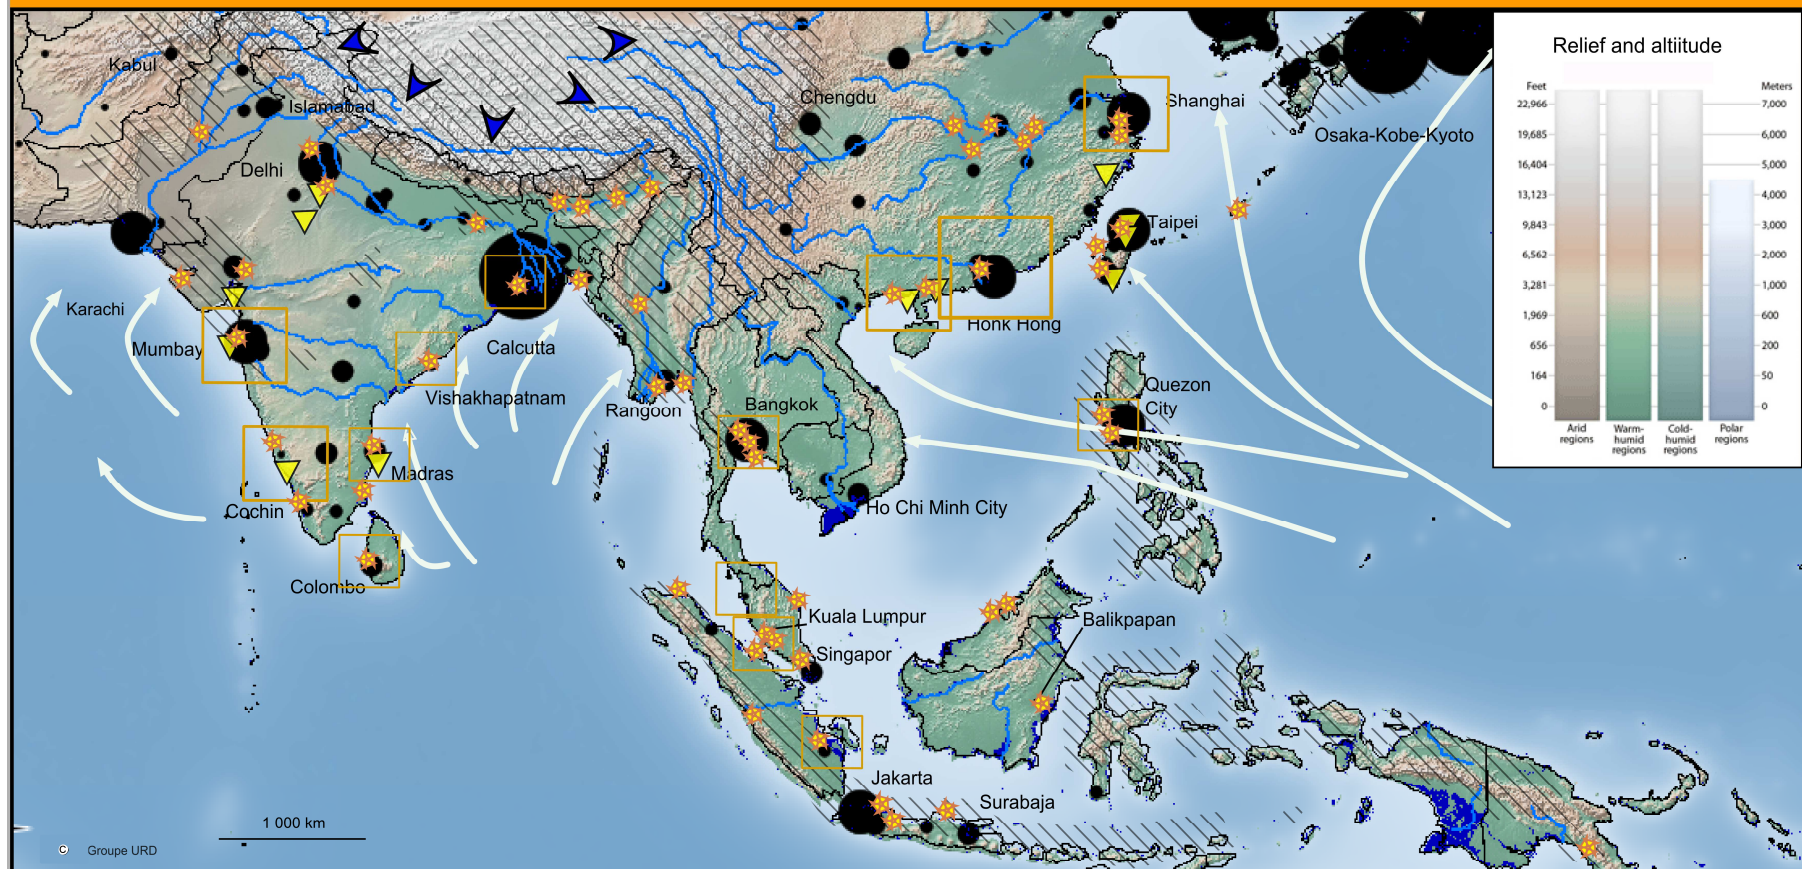 Kabul
Islamabad
Delhi
Karachi
Mumbay
Calcutta
Vishakhapatnam
Rangoon
Bangkok
Madras
Cochin
Colombo
Chengdu
Shanghai
Osaka-Kobe-Kyoto
Taipei
Honk Hong
Quezon
City
Ho Chi Minh City
Kuala Lumpur
Singapor
Balikpapan
Jakarta
Surabaja
1 000 km
© Groupe URD
Relief and altiitude
Feet Meters
22,966 7,000
19,685 6,000
16,404 5,000
13,123 4,000
9,843 3,000
6,562 2,000
3,281 1,000
1,969 600
656 200
164 50
0 0
Arid
regions
Warm-
humid
regions
Cold-
humid
regions
Polar
regions